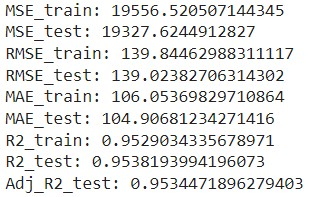 MSE_train: 19556.520507144345
MSE_test: 19327.6244912827
RMSE_train: 139.84462988311117
RMSE_test: 139.02382706314302
MAE_train: 106.05369829710864
MAE_test: 104.90681234271416
R2_train: 0.9529034335678971
R2_test: 0.9538193994196073
Adj_R2_test: 0.9534471896279403